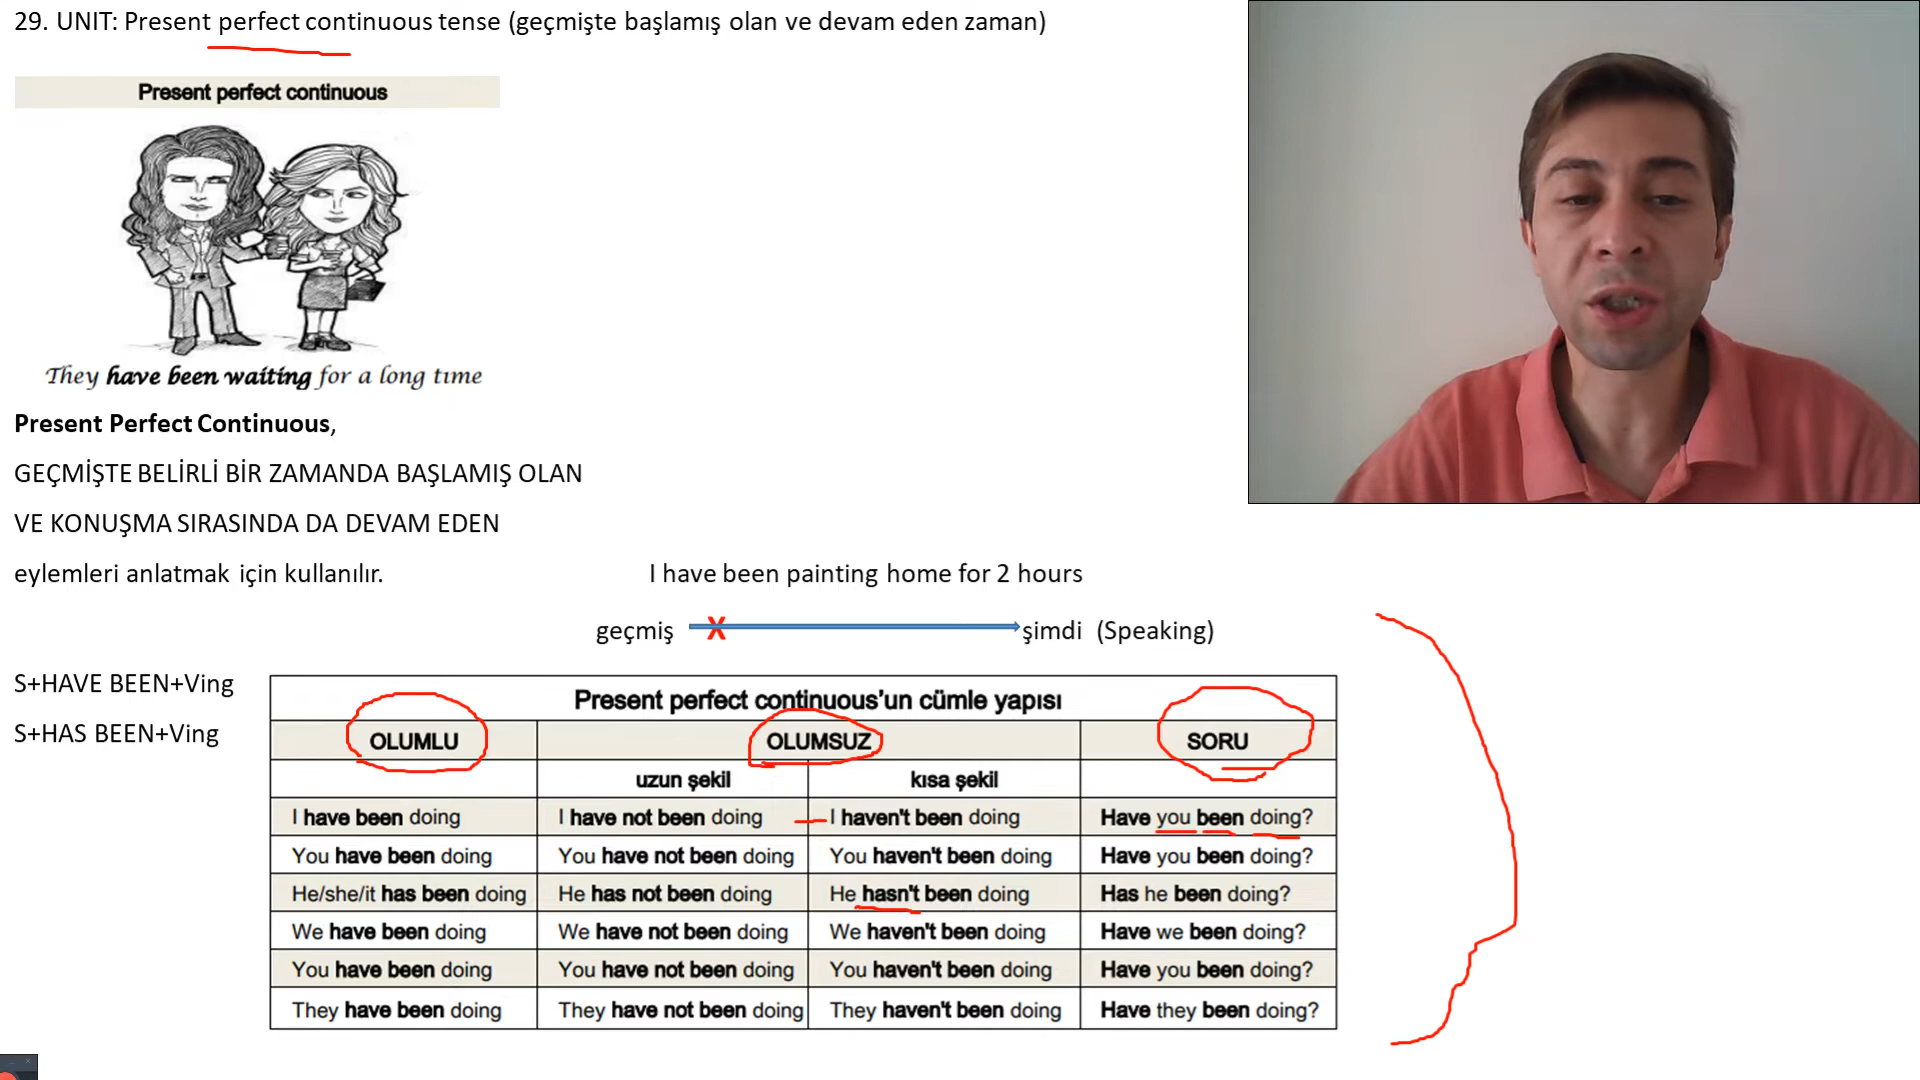 29. UNIT: Present perfect continuous tense (geçmişte başlamış olan ve devam eden zaman)
Present perfect continuous
They have been waiting for a long time
Present Perfect Continuous,
GEÇMİŞTE BELİRLİ BİR ZAMANDA BAŞLAMIŞ OLAN
VE KONUŞMA SIRASINDA DA DEVAM EDEN
eylemleri anlatmak için kullanılır.
I have been painting home for 2 hours
geçmiş X şimdi (Speaking)
S+HAVE BEEN+Ving
S+HAS BEEN+Ving
Present perfect continuous'un cümle yapısı
OLUMLU OLUMSUZ SORU
uzun şekil kısa şekil
I have been doing I have not been doing I haven't been doing Have you been doing?
You have been doing You have not been doing You haven't been doing Have you been doing?
He/she/it has been doing He has not been doing He hasn't been doing Has he been doing?
We have been doing We have not been doing We haven't been doing Have we been doing?
You have been doing You have not been doing You haven't been doing Have you been doing?
They have been doing They have not been doing They haven't been doing Have they been doing?